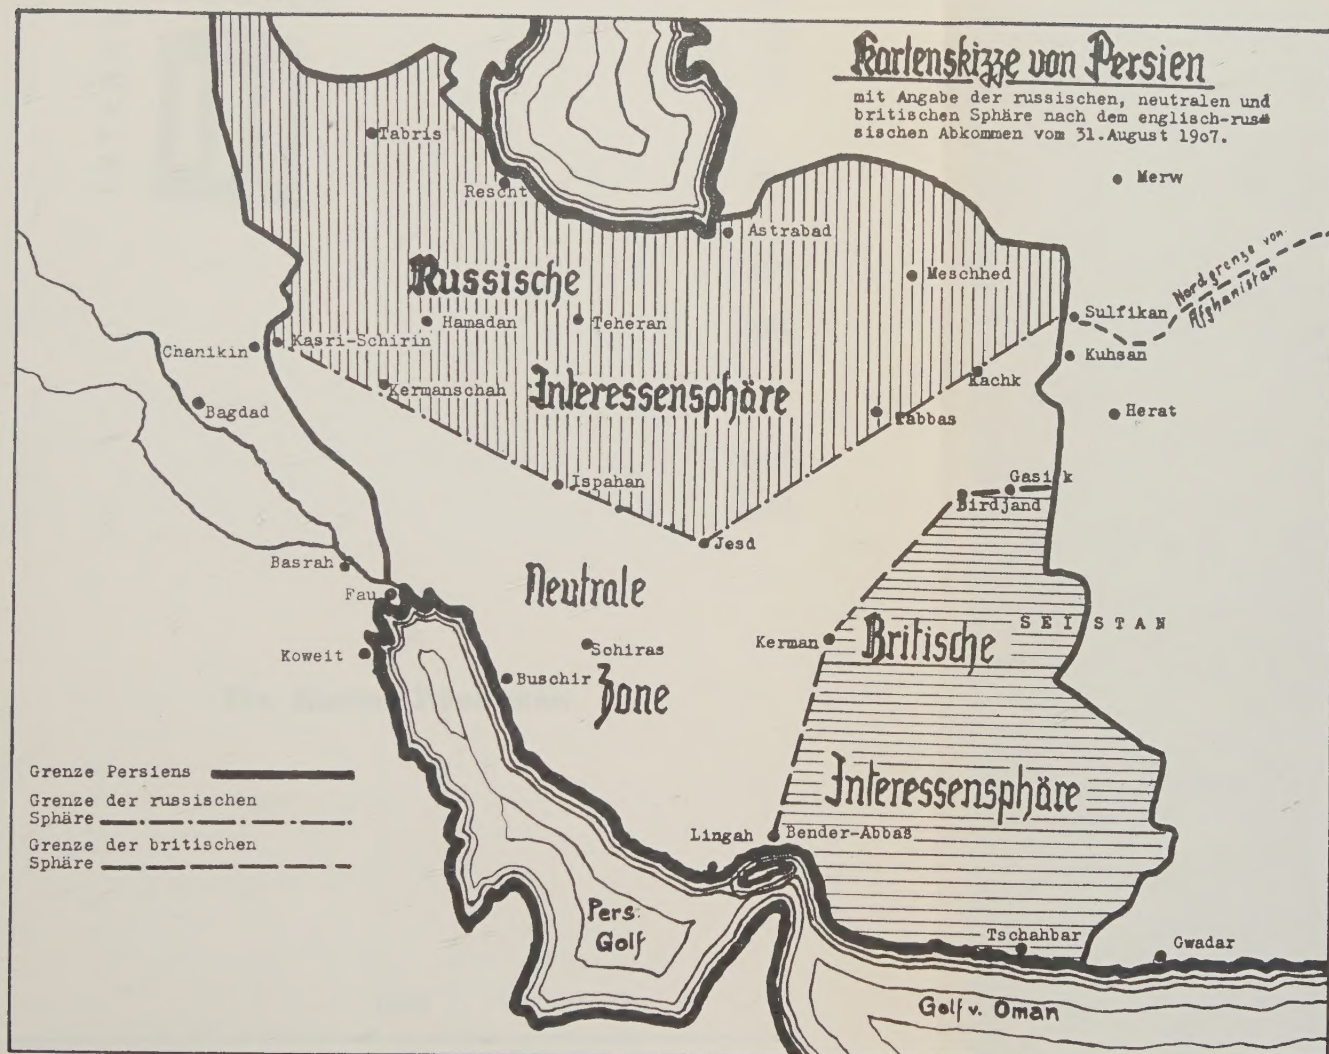 Kartenskizze von Persien
mit Angabe der russischen, neutralen und
britischen Sphäre nach dem englisch-rus-
sischen Abkommen vom 31.August 1907.
Merw
Tabris
Rescht
Astrabad
Meschhed
Nordgrenze von
Afghanistan
Russische
Hamadan
Teheran
Sulfikan
Chanikin
Kasri-Schirin
Kuhsan
Kermanschah
Interessensphäre
Kachk
Bagdad
Tabbas
Herat
Ispahan
Gasik
Birdjand
Jesd
Basrah
Fau
Neutrale
SEISTAN
Koweit
Schiras
Kerman
Britische
Buschir
Zone
Grenze Persiens
Grenze der russischen
Sphäre
Grenze der britischen
Sphäre
Interessensphäre
Lingah
Bender-Abbas
Pers.
Golf
Tschahbar
Gwadar
Golf v. Oman